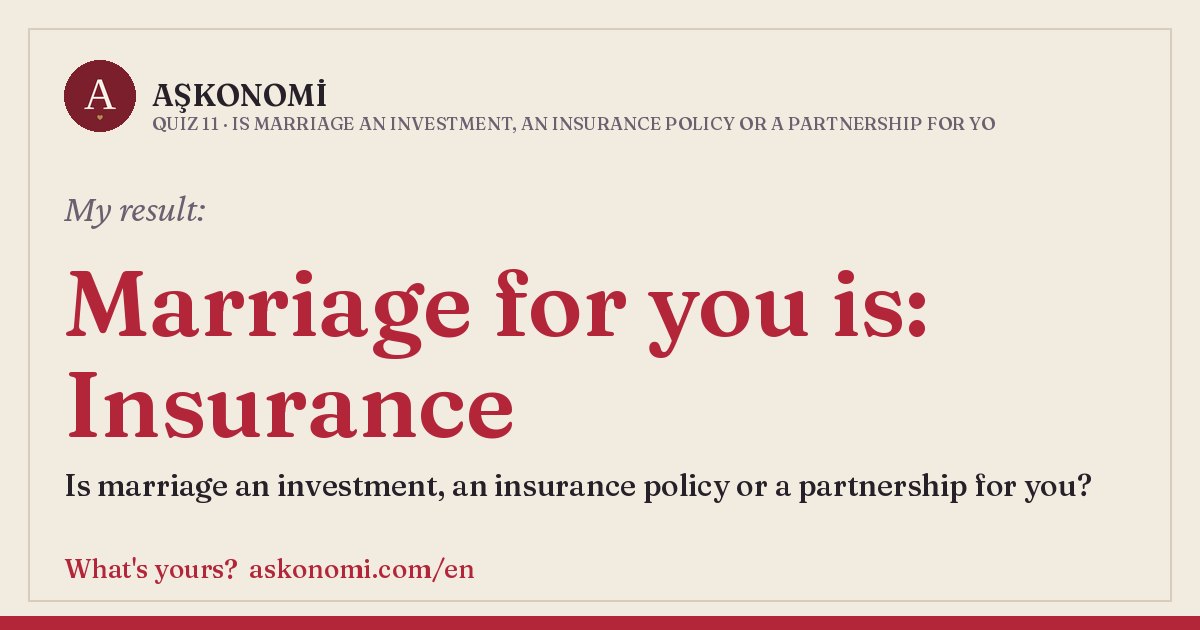 A
AŞKONOMİ
QUIZ 11 · IS MARRIAGE AN INVESTMENT, AN INSURANCE POLICY OR A PARTNERSHIP FOR YO
My result:
Marriage for you is:
Insurance
Is marriage an investment, an insurance policy or a partnership for you?
What's yours? askonomi.com/en